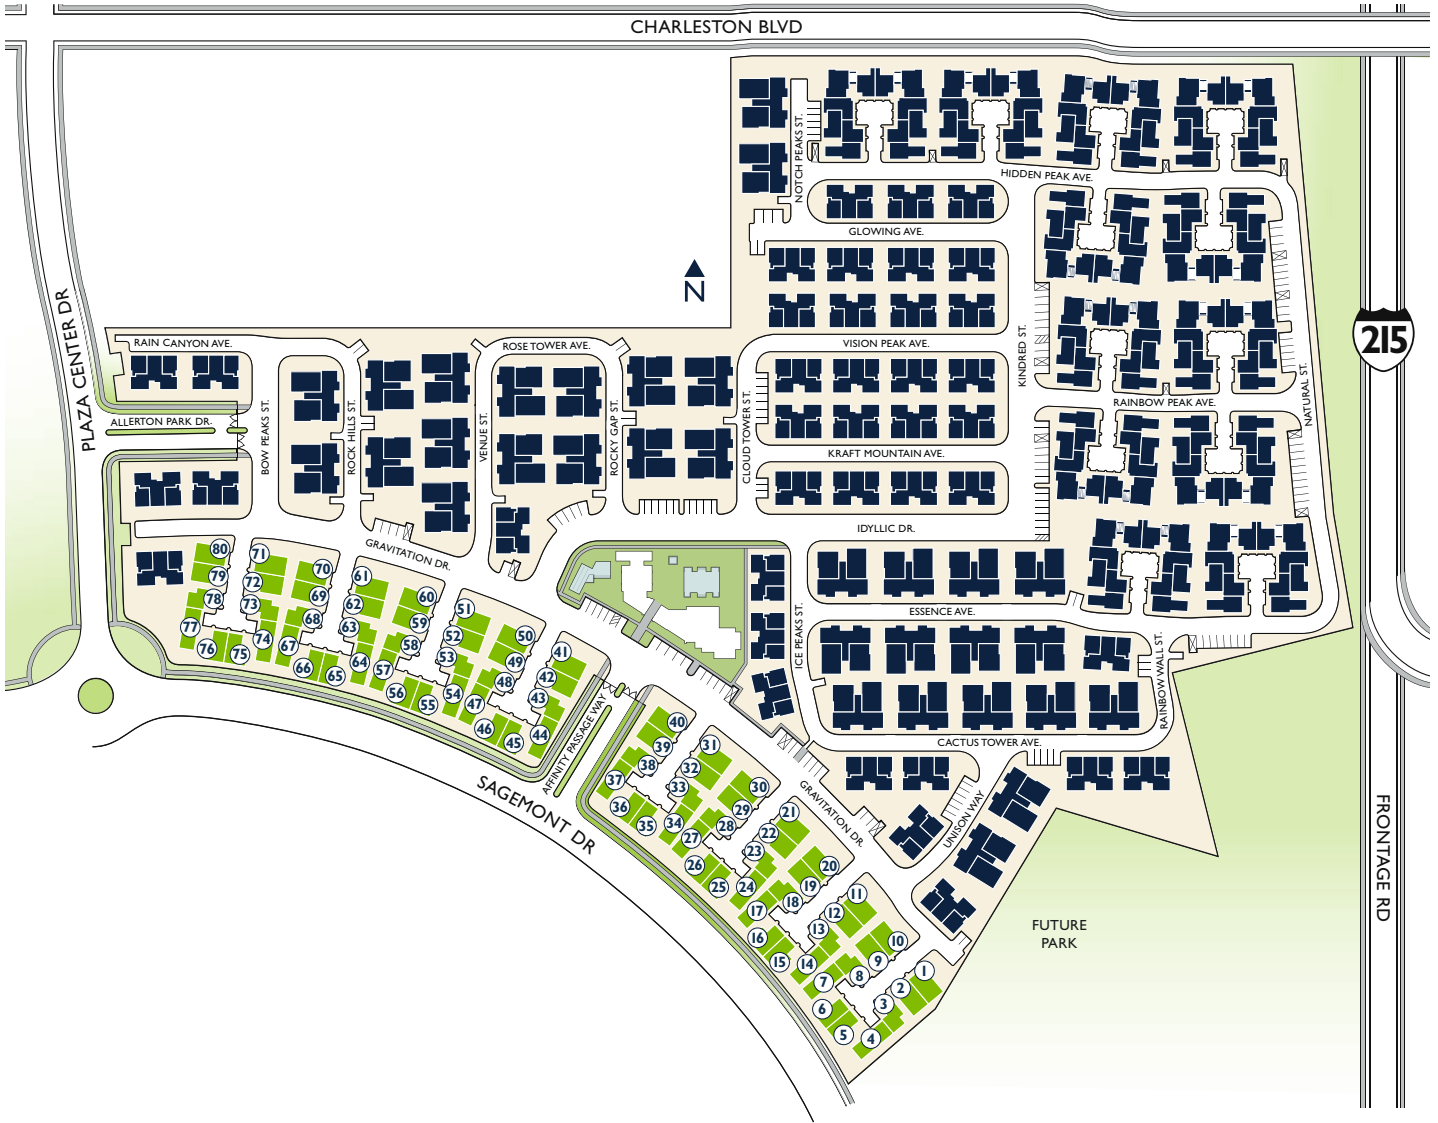 CHARLESTON BLVD
NOTCH PEAKS ST.
HIDDEN PEAK AVE.
GLOWING AVE.
N
PLAZA CENTER DR
RAIN CANYON AVE.
ROSE TOWER AVE.
VISION PEAK AVE.
KINDRED ST.
215
NATURAL ST.
RAINBOW PEAK AVE.
ALLERTON PARK DR.
BOW PEAKS ST.
ROCK HILLS ST.
VENUE ST.
ROCKY GAP ST.
CLOUD TOWER ST.
KRAFT MOUNTAIN AVE.
IDYLLIC DR.
GRAVITATION DR.
ESSENCE AVE.
ICE PEAKS ST.
RAINBOW WALL ST.
CACTUS TOWER AVE.
AFFINITY PASSAGE WAY
SAGEMONT DR
GRAVITATION DR.
UNISON WAY
FRONTAGE RD
FUTURE
PARK
80
79
78
77
76
75
71
72
73
74
70
69
68
67
66
65
61
62
63
64
60
59
58
57
56
55
51
52
53
54
50
49
48
47
46
45
41
42
43
44
40
39
38
37
36
35
31
32
33
34
30
29
28
27
26
25
21
22
23
24
20
19
18
17
16
15
11
12
13
14
10
9
8
7
6
5
1
2
3
4